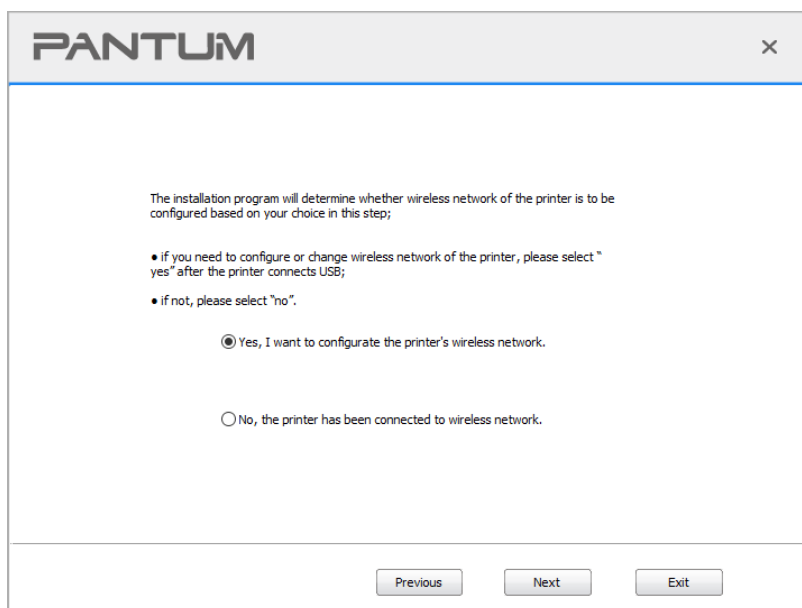 PANTUM
The installation program will determine whether wireless network of the printer is to be
configured based on your choice in this step;
● if you need to configure or change wireless network of the printer, please select “
yes” after the printer connects USB;
● if not, please select “no”.
Yes, I want to configurate the printer's wireless network.
No, the printer has been connected to wireless network.
Previous
Next
Exit